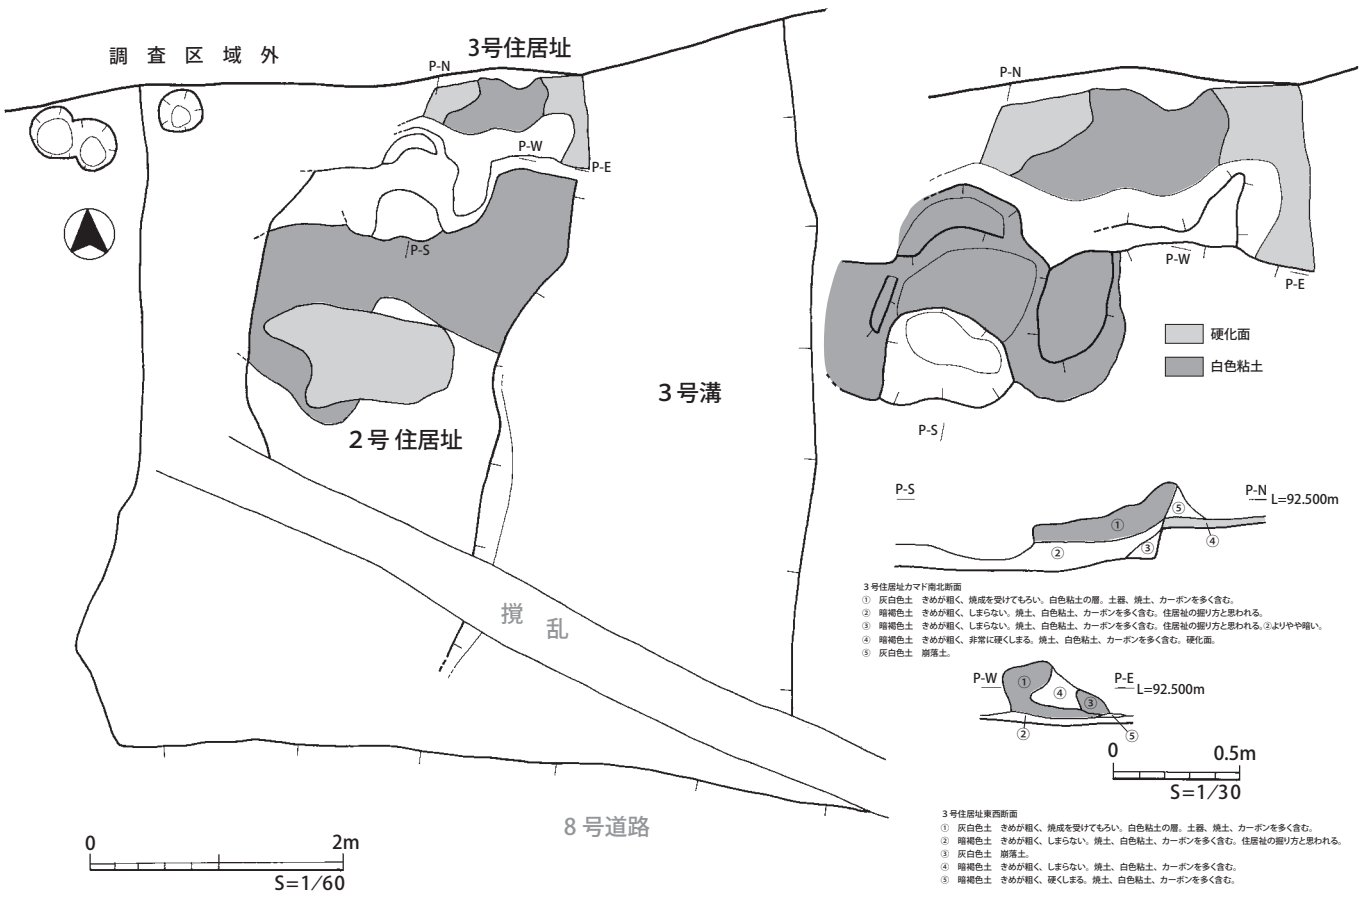 調査区域外
3号住居址
P-N
P-W
P-E
P-S
2号住居址
3号溝
撹乱
8号道路
0 2m
S=1/60
P-N
P-W
P-E
P-S
硬化面
白色粘土
P-S
P-N
L=92.500m
①
②
③
④
⑤
3号住居址カマド南北断面
① 灰白色土 きめが粗く、焼成を受けてもろい。白色粘土の層。土器、焼土、カーボンを多く含む。
② 暗褐色土 きめが粗く、しまらない。焼土、白色粘土、カーボンを多く含む。住居祉の掘り方と思われる。
③ 暗褐色土 きめが粗く、しまらない。焼土、白色粘土、カーボンを多く含む。住居祉の掘り方と思われる。②よりやや暗い。
④ 暗褐色土 きめが粗く、非常に硬くしまる。焼土、白色粘土、カーボンを多く含む。硬化面。
⑤ 灰白色土 崩落土。
P-W
P-E
L=92.500m
①
④
③
②
⑤
0 0.5m
S=1/30
3号住居址東西断面
① 灰白色土 きめが粗く、焼成を受けてもろい。白色粘土の層。土器、焼土、カーボンを多く含む。
② 暗褐色土 きめが粗く、しまらない。焼土、白色粘土、カーボンを多く含む。住居祉の掘り方と思われる。
③ 灰白色土 崩落土。
④ 暗褐色土 きめが粗く、しまらない。焼土、白色粘土、カーボンを多く含む。
⑤ 暗褐色土 きめが粗く、硬くしまる。焼土、白色粘土、カーボンを多く含む。